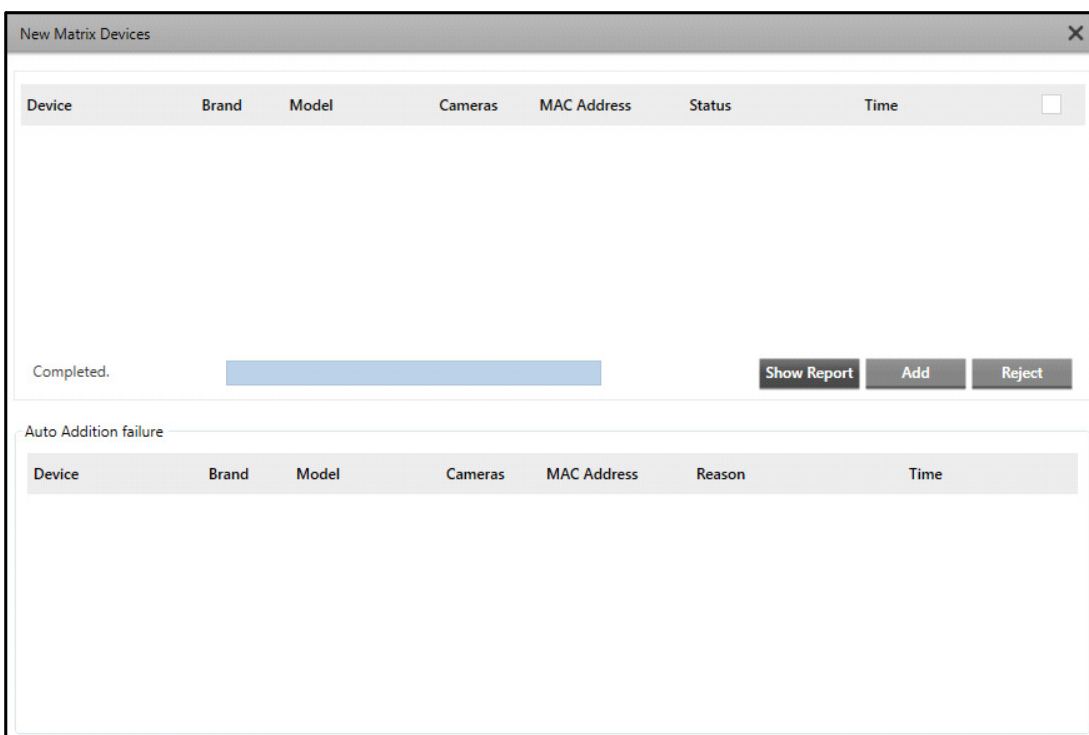 New Matrix Devices
Device Brand Model Cameras MAC Address Status Time
Completed.
Show Report Add Reject
Auto Addition failure
Device Brand Model Cameras MAC Address Reason Time